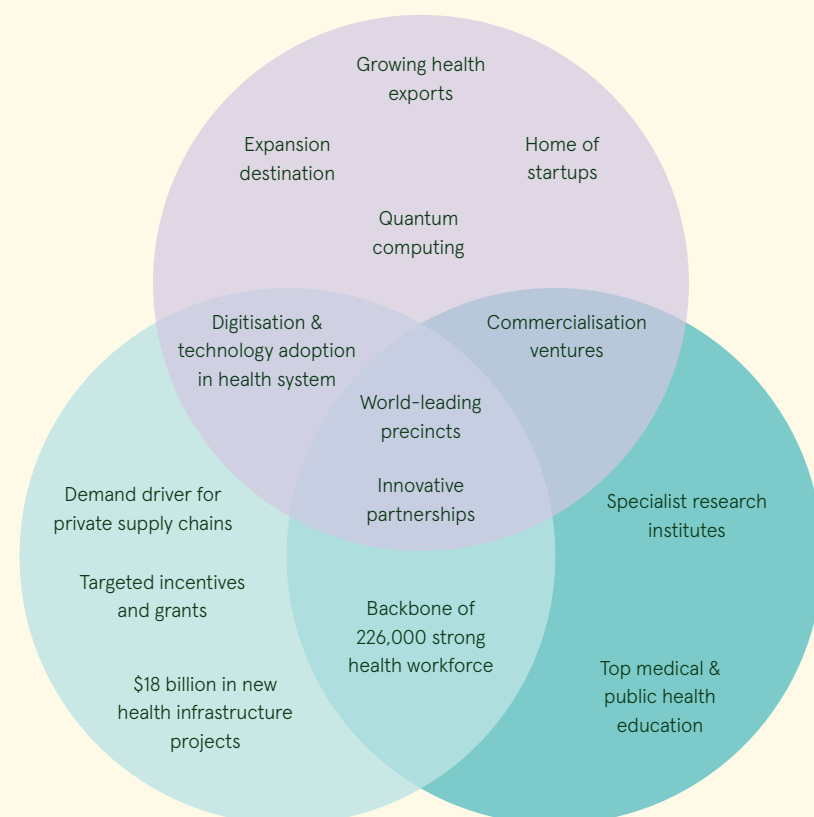 Growing health
exports
Expansion
destination
Home of
startups
Quantum
computing
Digitisation &
technology adoption
in health system
Commercialisation
ventures
World-leading
precincts
Innovative
partnerships
Demand driver for
private supply chains
Targeted incentives
and grants
$18 billion in new
health infrastructure
projects
Backbone of
226,000 strong
health workforce
Specialist research
institutes
Top medical &
public health
education